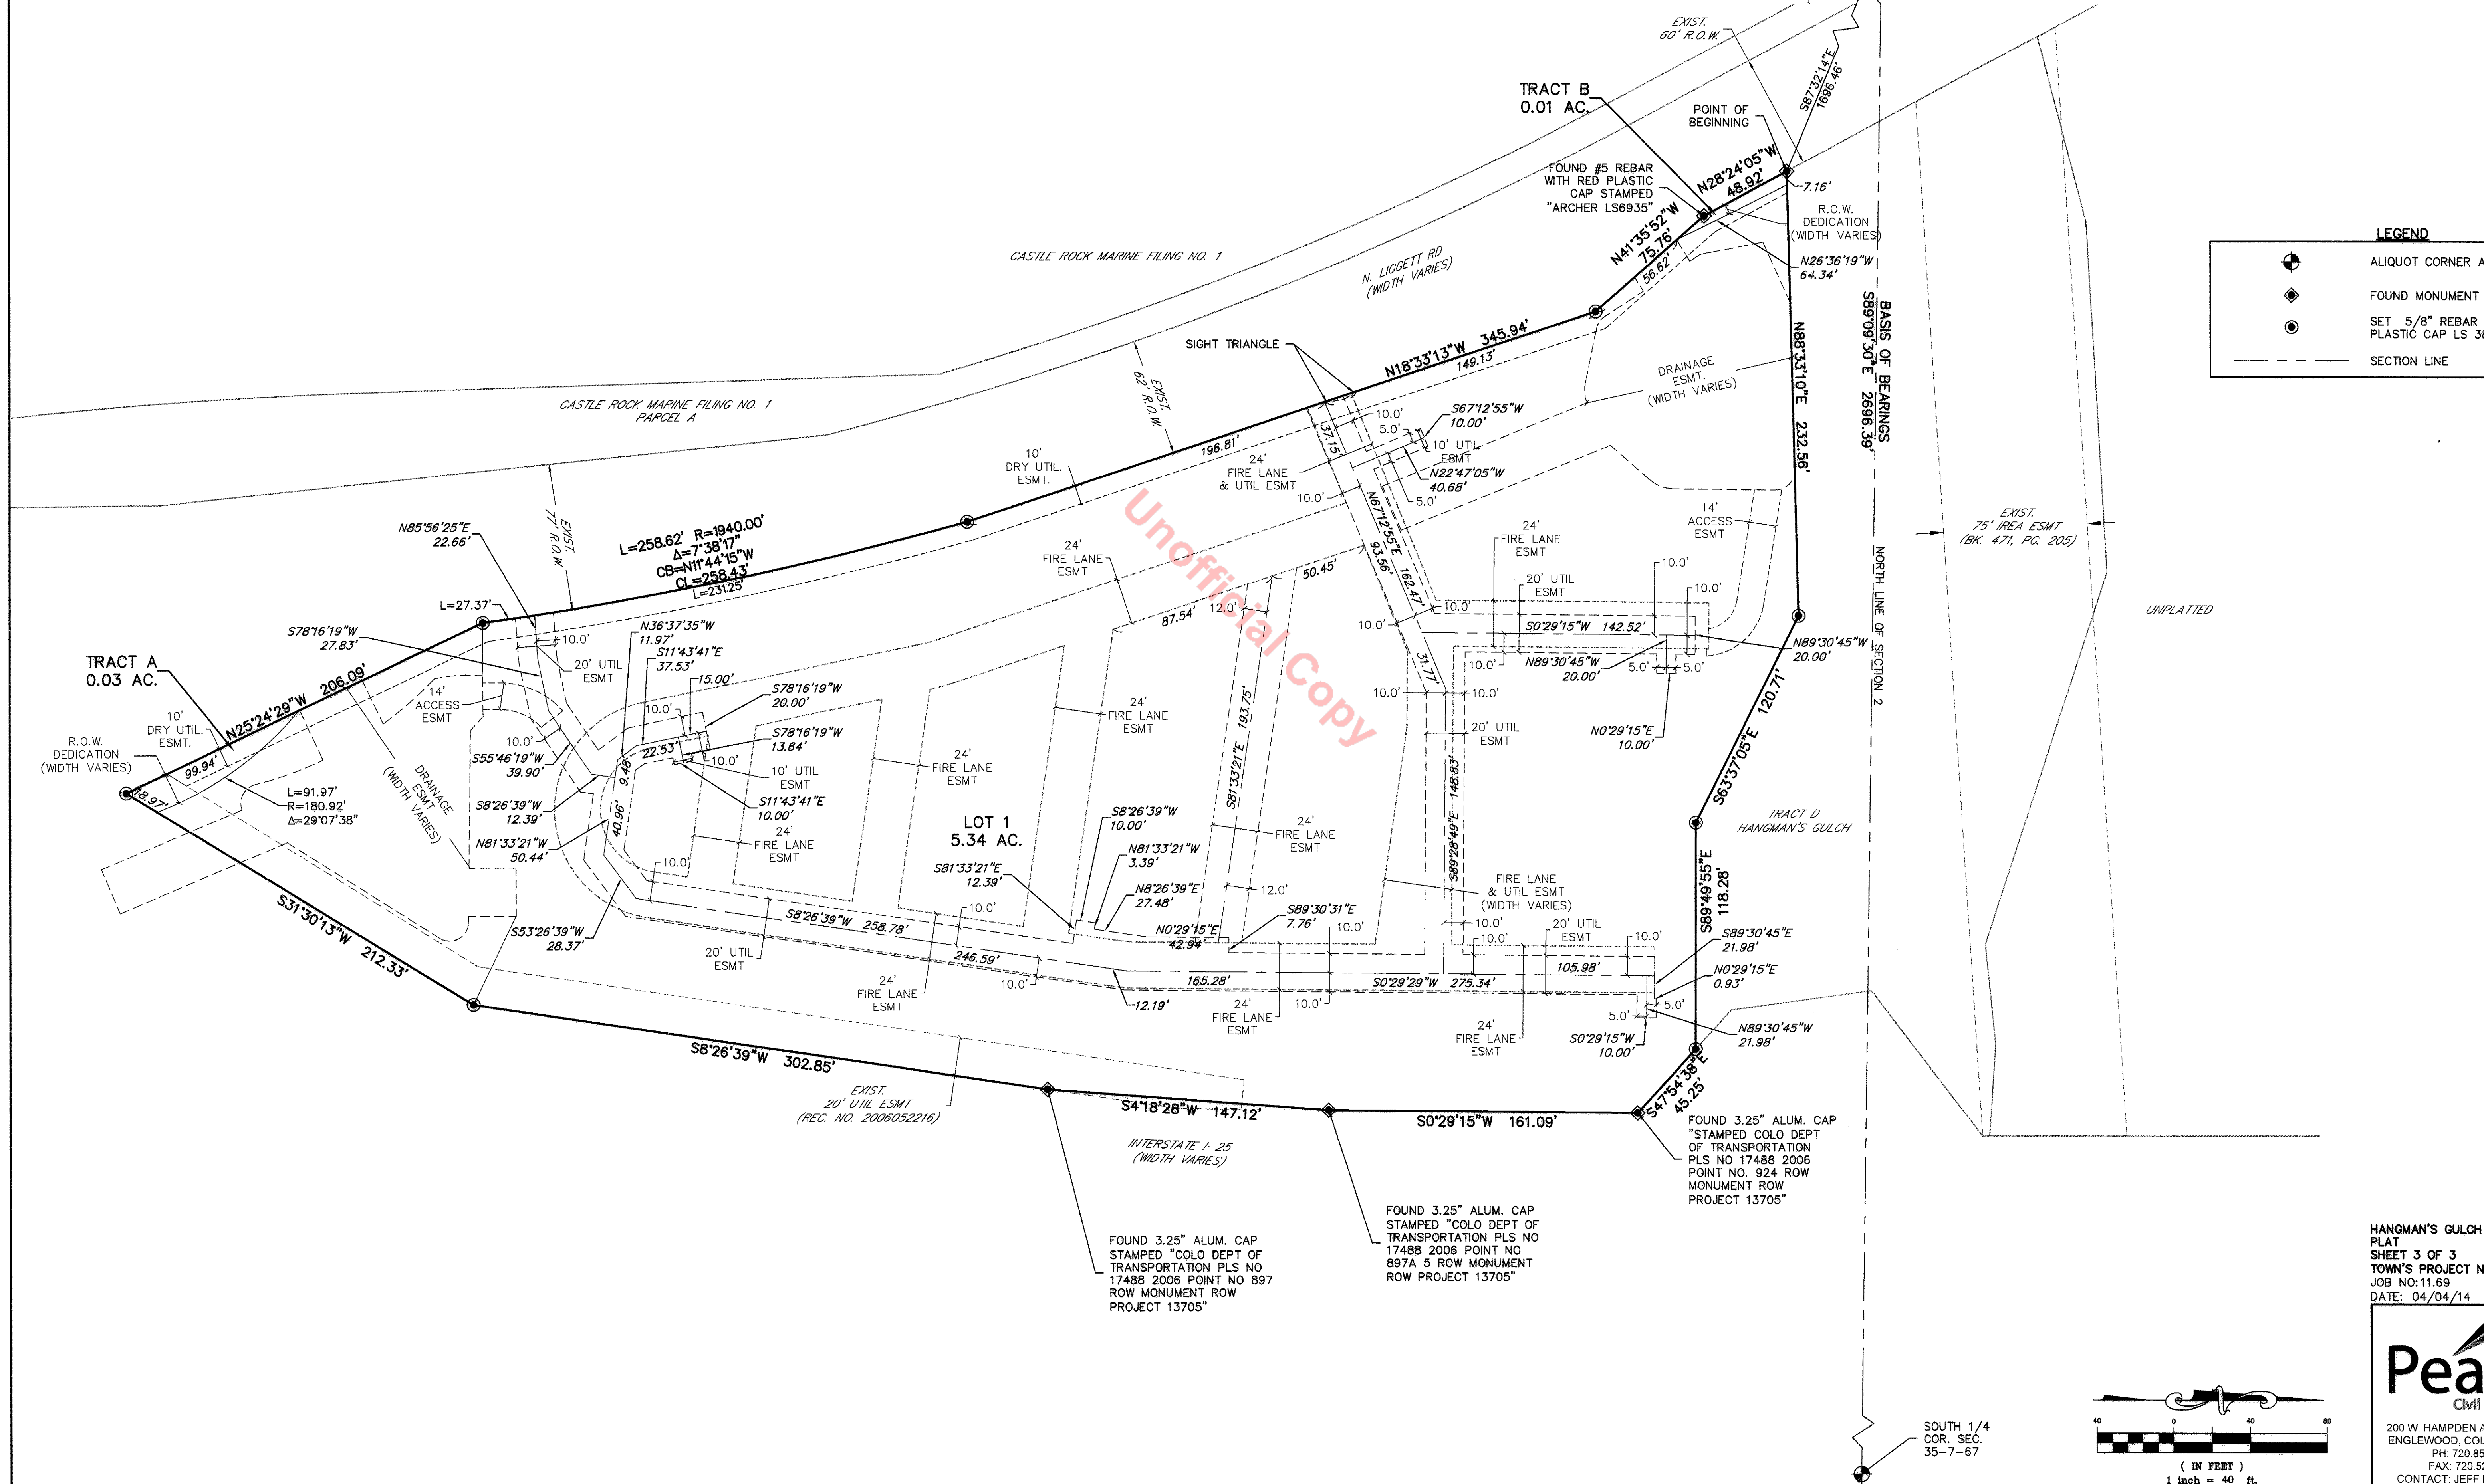 EXIST.
60' R.O.W.
S87°32'14"E
1696.46'
TRACT B
0.01 AC.
POINT OF
BEGINNING
FOUND #5 REBAR
WITH RED PLASTIC
CAP STAMPED
"ARCHER LS6935"
N28°24'05"W
48.92'
7.16'
R.O.W.
DEDICATION
(WIDTH VARIES)
N41°35'52"W
75.76'
56.62'
N26°36'19"W
64.34'
CASTLE ROCK MARINE FILING NO. 1
N. LIGGETT RD
(WIDTH VARIES)
BASIS OF BEARINGS
S89°09'30"E 2696.39'
LEGEND
ALIQUOT CORNER A
FOUND MONUMENT
SET 5/8" REBAR
PLASTIC CAP LS 38
SECTION LINE
SIGHT TRIANGLE
N18°33'13"W 345.94'
149.13'
N88°33'10"E 232.56'
DRAINAGE
ESMT.
(WIDTH VARIES)
CASTLE ROCK MARINE FILING NO. 1
PARCEL A
EXIST.
62' R.O.W.
196.81'
10'
DRY UTIL.
ESMT.
37.15'
10.0'
5.0'
S67°12'55"W
10.00'
10' UTIL
ESMT
24'
FIRE LANE
& UTIL ESMT
N22°47'05"W
40.68'
10.0'
5.0'
N67°12'55"E 162.47'
93.56'
EXIST.
77' R.O.W.
N85°56'25"E
22.66'
L=258.62' R=1940.00'
Δ=7°38'17"
CB=N11°44'15"W
CL=258.43'
L=231.25'
24'
FIRE LANE
ESMT
24'
FIRE LANE
ESMT
14'
ACCESS
ESMT
EXIST.
75' IREA ESMT
(BK. 471, PG. 205)
UNPLATTED
NORTH LINE OF SECTION 2
20' UTIL
ESMT
10.0'
10.0'
L=27.37'
S78°16'19"W
27.83'
10.0'
N36°37'35"W
11.97'
S11°43'41"E
37.53'
50.45'
87.54'
12.0'
10.0'
10.0'
S0°29'15"W 142.52'
N89°30'45"W
20.00'
N89°30'45"W
20.00'
10.0'
5.0'
5.0'
TRACT A
0.03 AC.
N25°24'29"W 206.09'
20' UTIL
ESMT
14'
ACCESS
ESMT
15.00'
S78°16'19"W
20.00'
31.77'
10.0'
10.0'
10'
DRY UTIL.
ESMT.
R.O.W.
DEDICATION
(WIDTH VARIES)
10.0'
10.0'
S78°16'19"W
13.64'
22.53'
10.0'
24'
FIRE LANE
ESMT
20' UTIL
ESMT
N0°29'15"E
10.00'
S63°37'05"E 120.71'
99.94'
18.97'
L=91.97'
R=180.92'
Δ=29°07'38"
DRAINAGE
ESMT
(WIDTH VARIES)
S55°46'19"W
39.90'
9.48'
10' UTIL
ESMT
24'
FIRE LANE
ESMT
S81°33'21"E 193.75'
S89°28'49"E 148.83'
S8°26'39"W
12.39'
S11°43'41"E
10.00'
40.96'
24'
FIRE LANE
ESMT
LOT 1
5.34 AC.
S8°26'39"W
10.00'
24'
FIRE LANE
ESMT
TRACT D
HANGMAN'S GULCH
N81°33'21"W
50.44'
10.0'
N81°33'21"W
3.39'
S81°33'21"E
12.39'
12.0'
FIRE LANE
& UTIL ESMT
(WIDTH VARIES)
N8°26'39"E
27.48'
S89°49'55"E
118.28'
S31°30'13"W 212.33'
S53°26'39"W
28.37'
S8°26'39"W 258.78'
10.0'
N0°29'15"E
42.94'
S89°30'31"E
7.76'
10.0'
10.0'
10.0'
20' UTIL
ESMT
10.0'
S89°30'45"E
21.98'
20' UTIL
ESMT
246.59'
24'
FIRE LANE
ESMT
10.0'
12.19'
165.28'
24'
FIRE LANE
ESMT
10.0'
S0°29'29"W 275.34'
105.98'
24'
FIRE LANE
ESMT
N0°29'15"E
0.93'
5.0'
5.0'
S0°29'15"W
10.00'
N89°30'45"W
21.98'
S8°26'39"W 302.85'
EXIST.
20' UTIL ESMT
(REC. NO. 2006052216)
S4°18'28"W 147.12'
INTERSTATE I-25
(WIDTH VARIES)
S0°29'15"W 161.09'
S47°54'38"E
45.25'
FOUND 3.25" ALUM. CAP
"STAMPED COLO DEPT
OF TRANSPORTATION
PLS NO 17488 2006
POINT NO. 924 ROW
MONUMENT ROW
PROJECT 13705"
FOUND 3.25" ALUM. CAP
STAMPED "COLO DEPT OF
TRANSPORTATION PLS NO
17488 2006 POINT NO
897A 5 ROW MONUMENT
ROW PROJECT 13705"
FOUND 3.25" ALUM. CAP
STAMPED "COLO DEPT OF
TRANSPORTATION PLS NO
17488 2006 POINT NO 897
ROW MONUMENT ROW
PROJECT 13705"
Unofficial Copy
SOUTH 1/4
COR. SEC.
35-7-67
40 0 40 80
( IN FEET )
1 inch = 40 ft.
HANGMAN'S GULCH
PLAT
SHEET 3 OF 3
TOWN'S PROJECT N
JOB NO: 11.69
DATE: 04/04/14
Pea
Civil
200 W. HAMPDEN A
ENGLEWOOD, COL
PH: 720.85
FAX: 720.52
CONTACT: JEFF